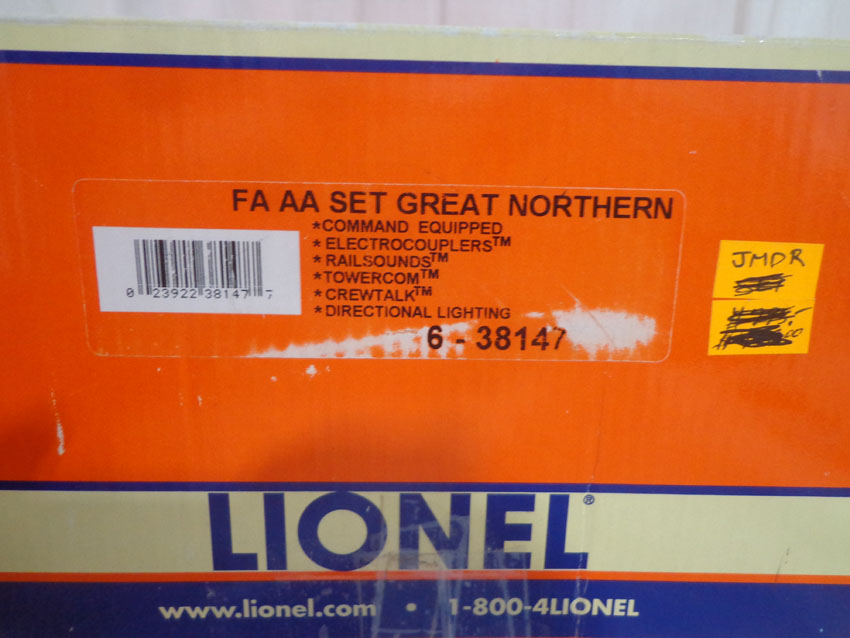 FA AA SET GREAT NORTHERN
*COMMAND EQUIPPED
*ELECTROCOUPLERS™
*RAILSOUNDS™
*TOWERCOM™
*CREWTALK™
*DIRECTIONAL LIGHTING
6 - 38147
0 23922 38147 7
JMDR
LIONEL®
www.lionel.com • 1-800-4LIONEL